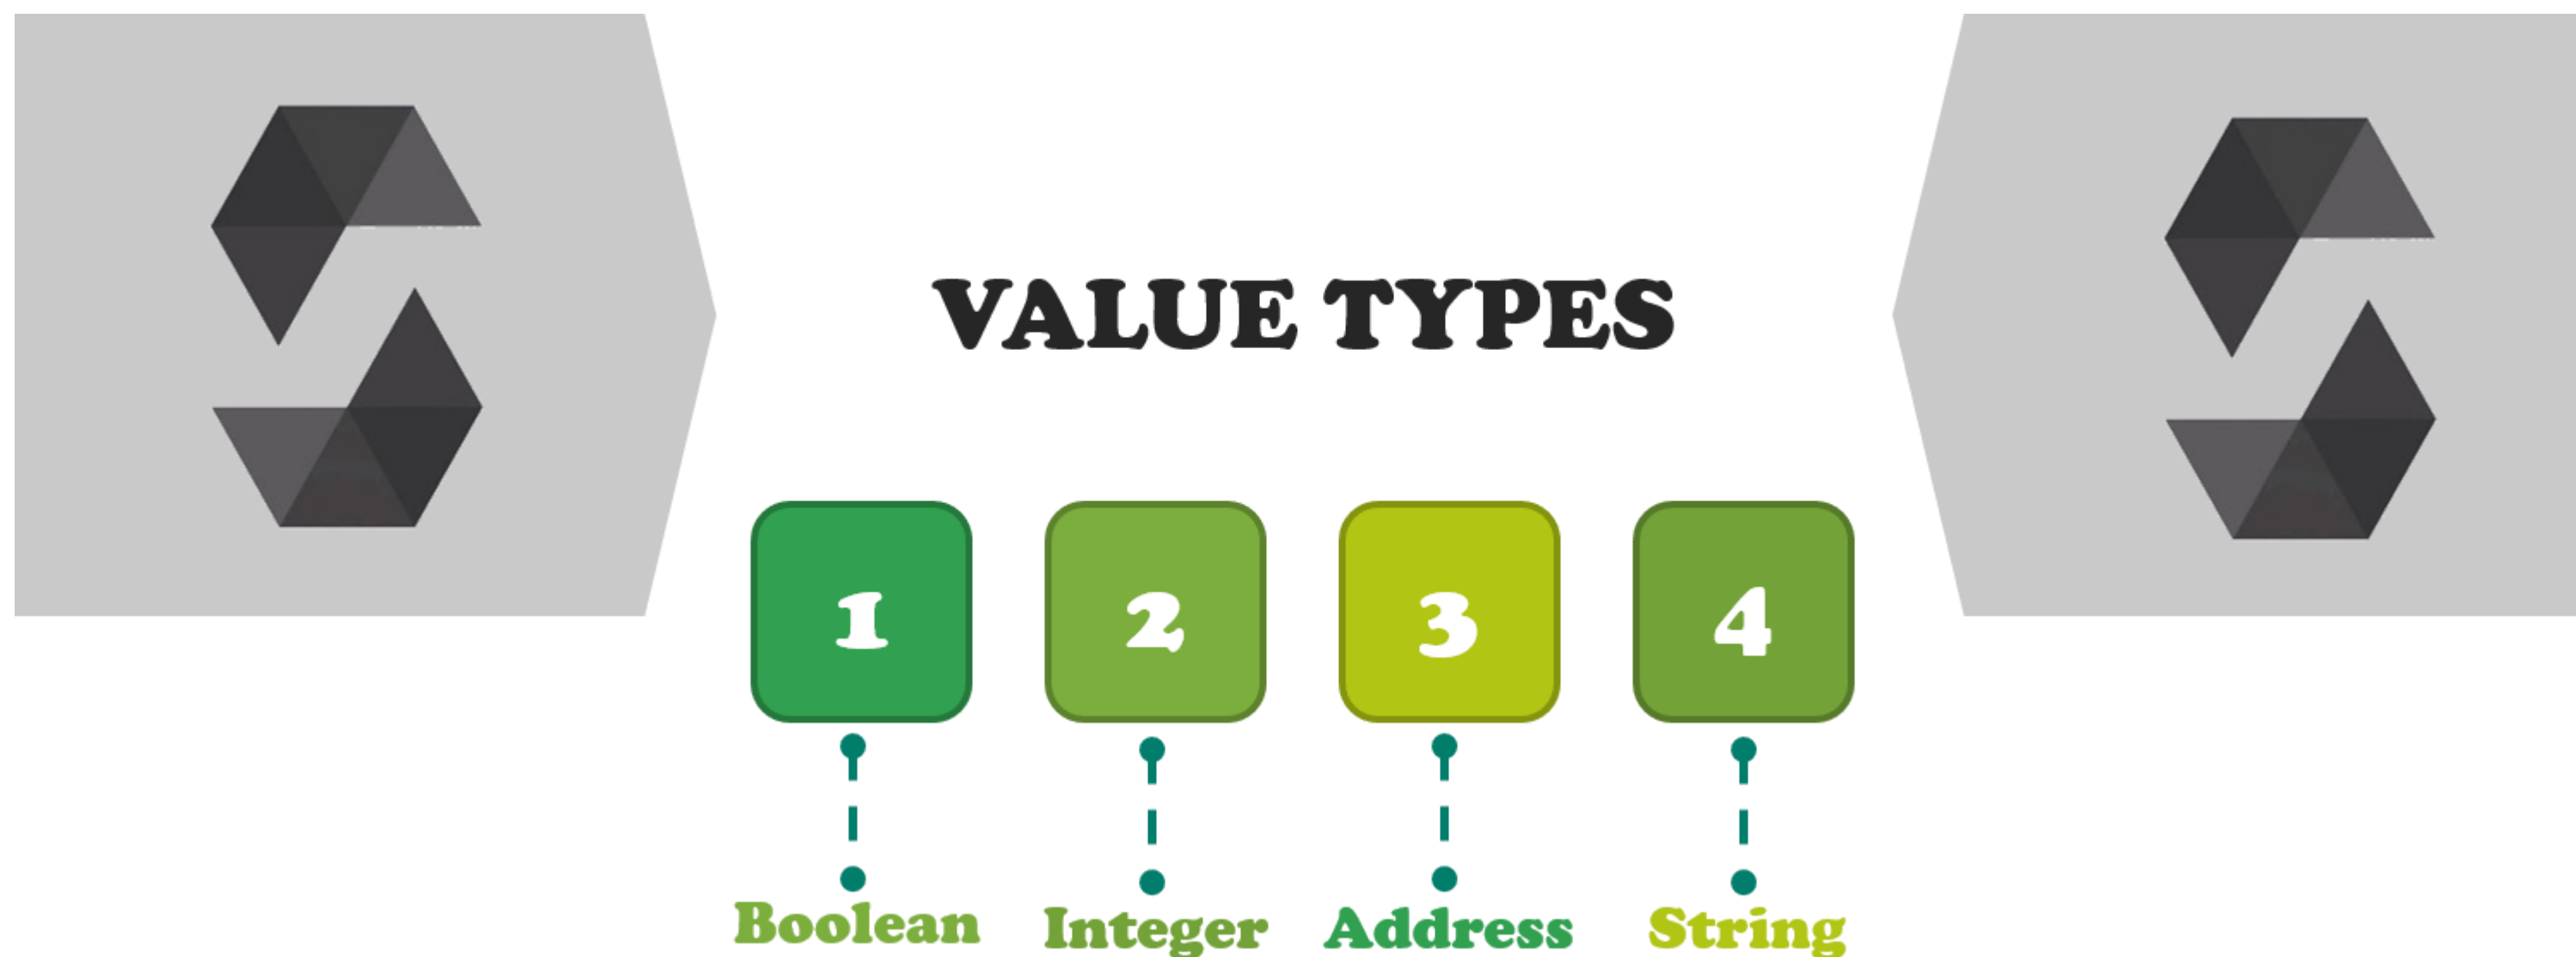 VALUE TYPES
1 2 3 4
Boolean Integer Address String